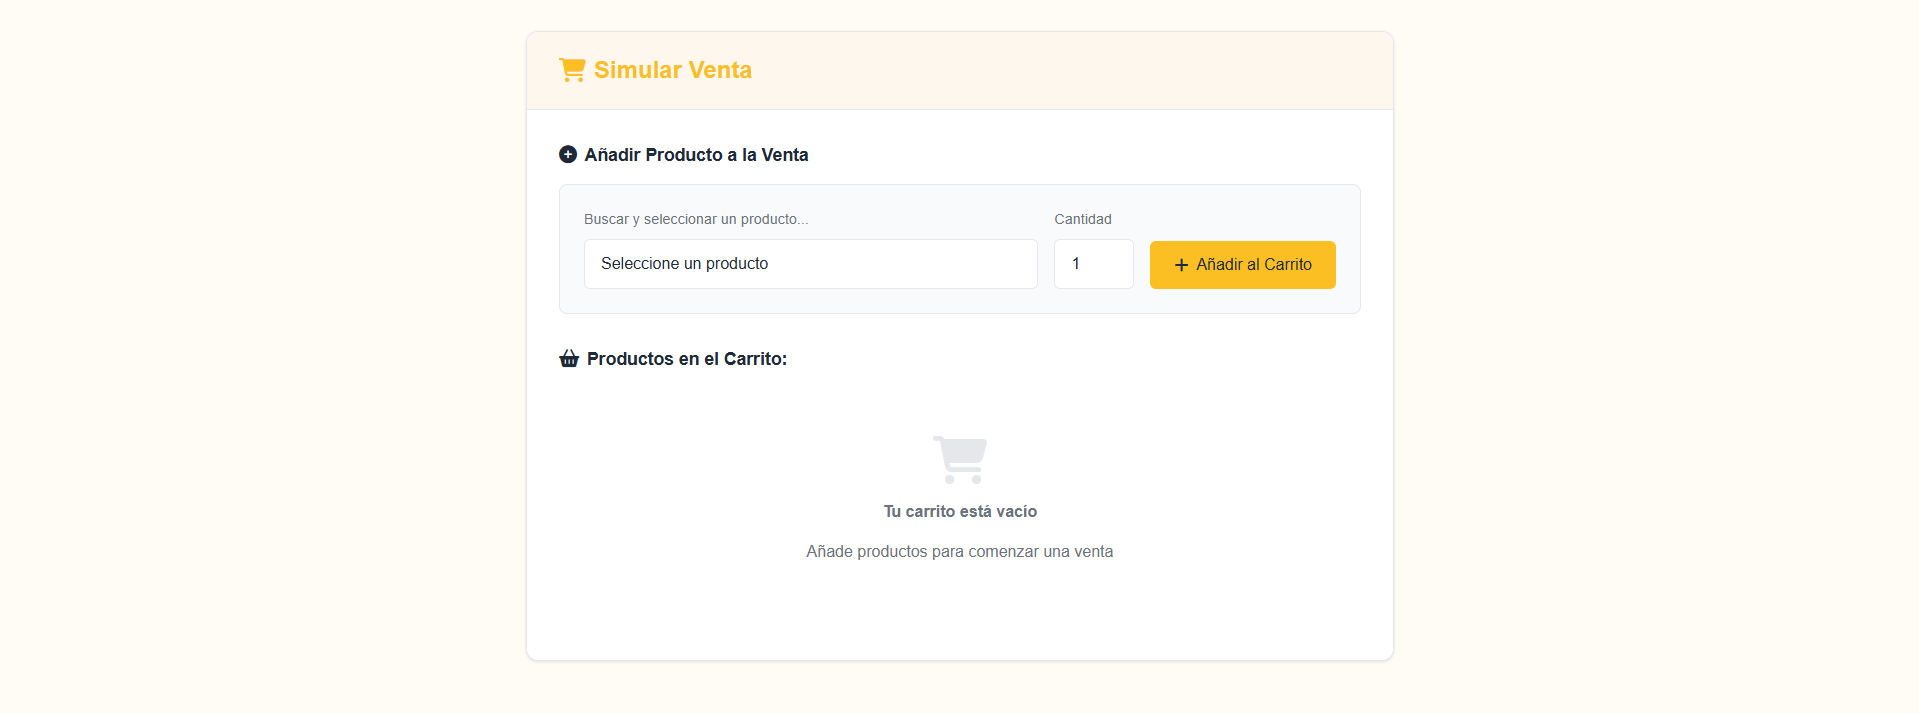 Simular Venta
Añadir Producto a la Venta
Buscar y seleccionar un producto...
Cantidad
Seleccione un producto
1
Añadir al Carrito
Productos en el Carrito:
Tu carrito está vacío
Añade productos para comenzar una venta